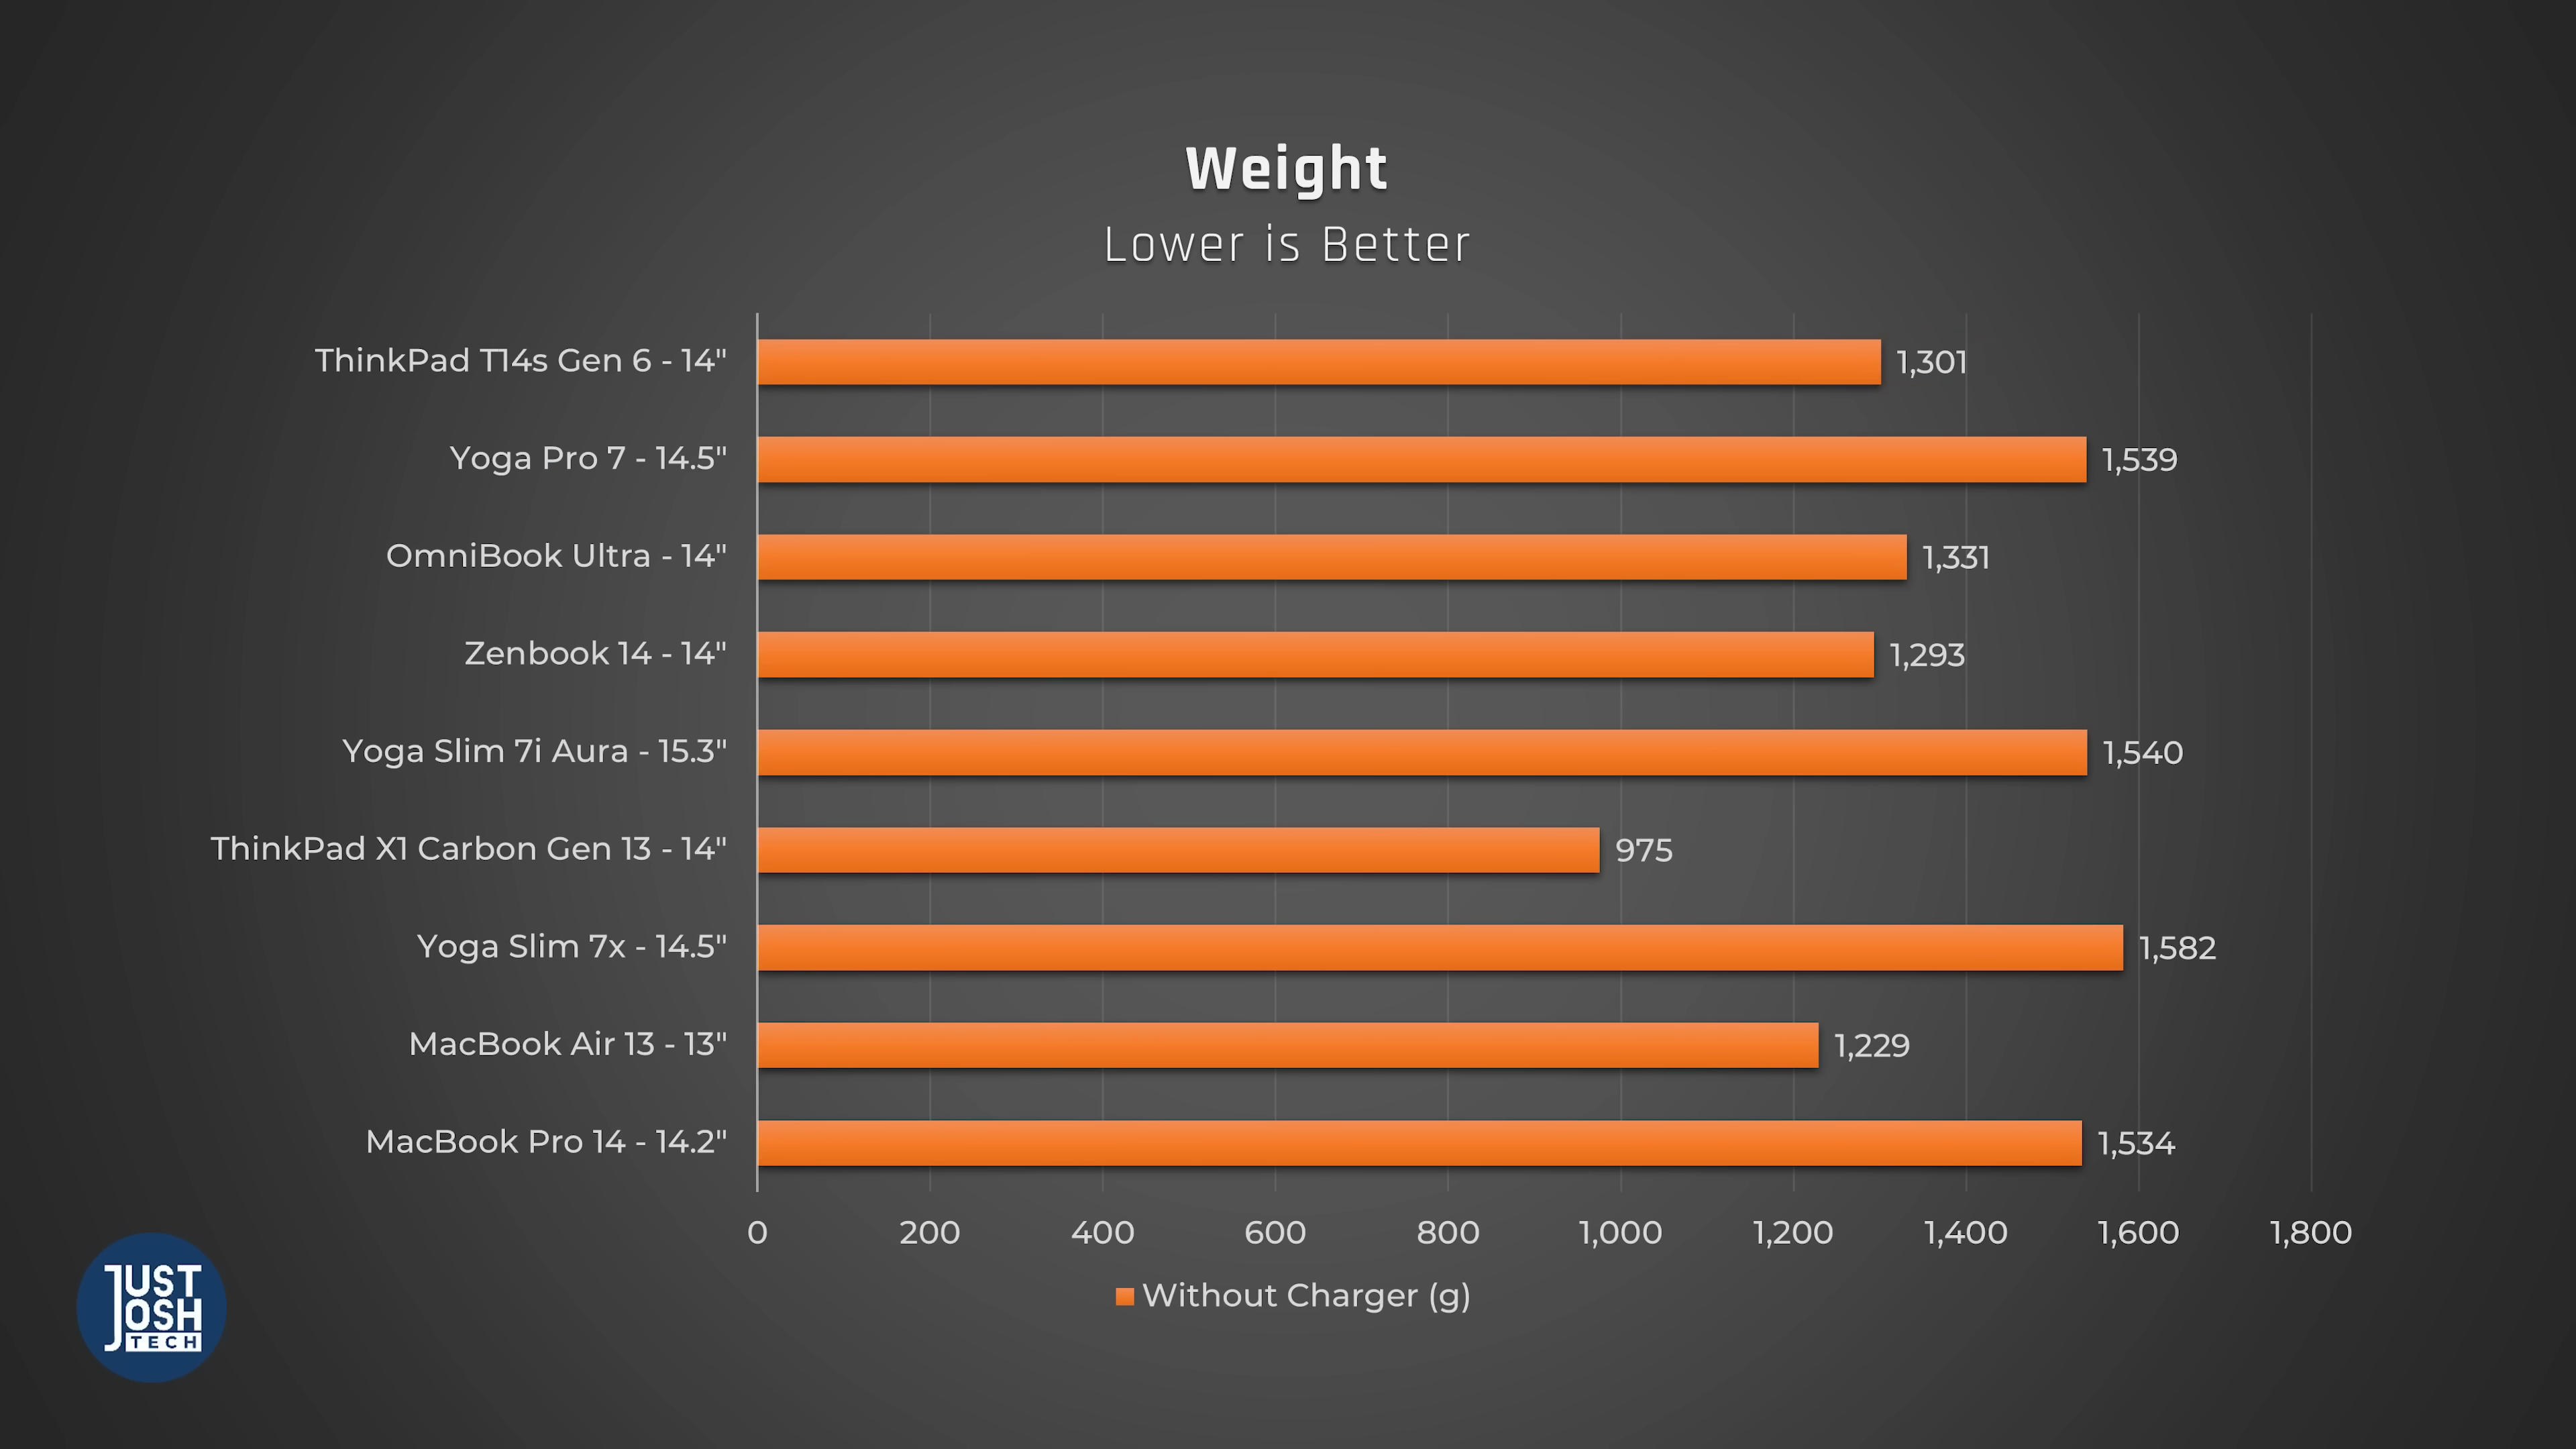 Weight
Lower is Better
ThinkPad T14s Gen 6 - 14" 1,301
Yoga Pro 7 - 14.5" 1,539
OmniBook Ultra - 14" 1,331
Zenbook 14 - 14" 1,293
Yoga Slim 7i Aura - 15.3" 1,540
ThinkPad X1 Carbon Gen 13 - 14" 975
Yoga Slim 7x - 14.5" 1,582
MacBook Air 13 - 13" 1,229
MacBook Pro 14 - 14.2" 1,534
0 200 400 600 800 1,000 1,200 1,400 1,600 1,800
Without Charger (g)
JUST
JOSH
TECH